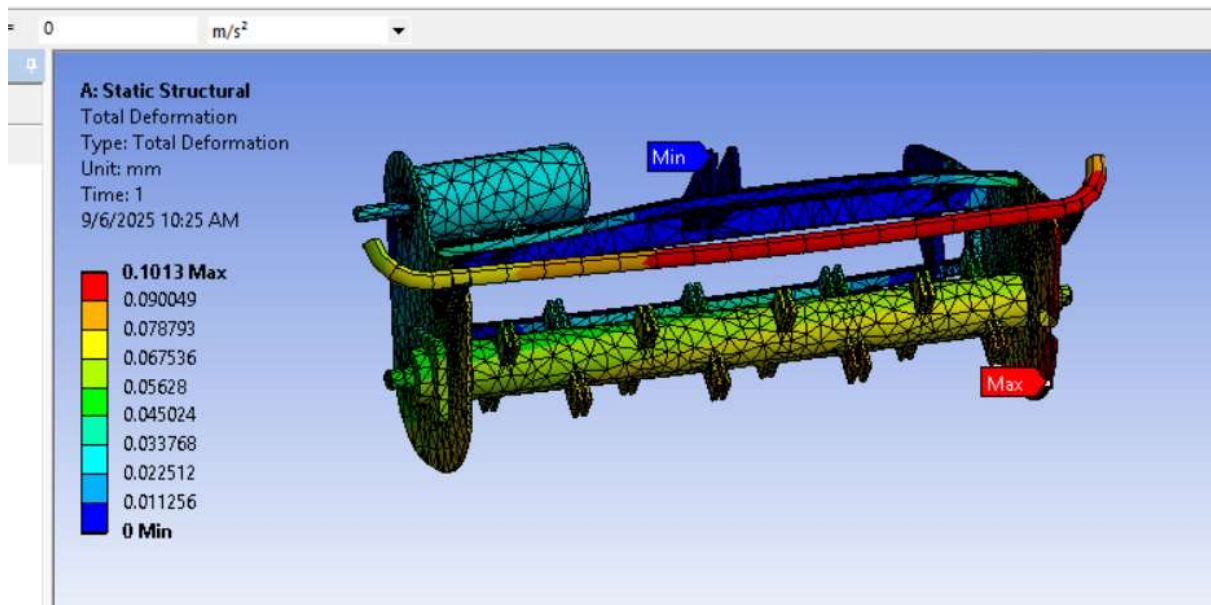 = 0 m/s²
A: Static Structural
Total Deformation
Type: Total Deformation
Unit: mm
Time: 1
9/6/2025 10:25 AM
0.1013 Max
0.090049
0.078793
0.067536
0.05628
0.045024
0.033768
0.022512
0.011256
0 Min
Min
Max